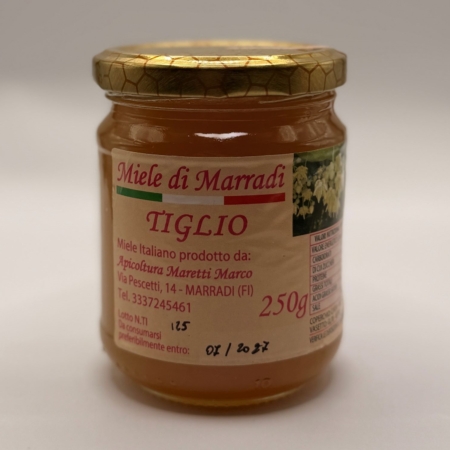 Miele di Marradi
TIGLIO
Miele Italiano prodotto da:
Apicoltura Maretti Marco
Via Pescetti, 14 - MARRADI (FI)
Tel. 3337245461
250g
Lotto N.TI 125
Da consumarsi
preferibilmente entro: 07/2027